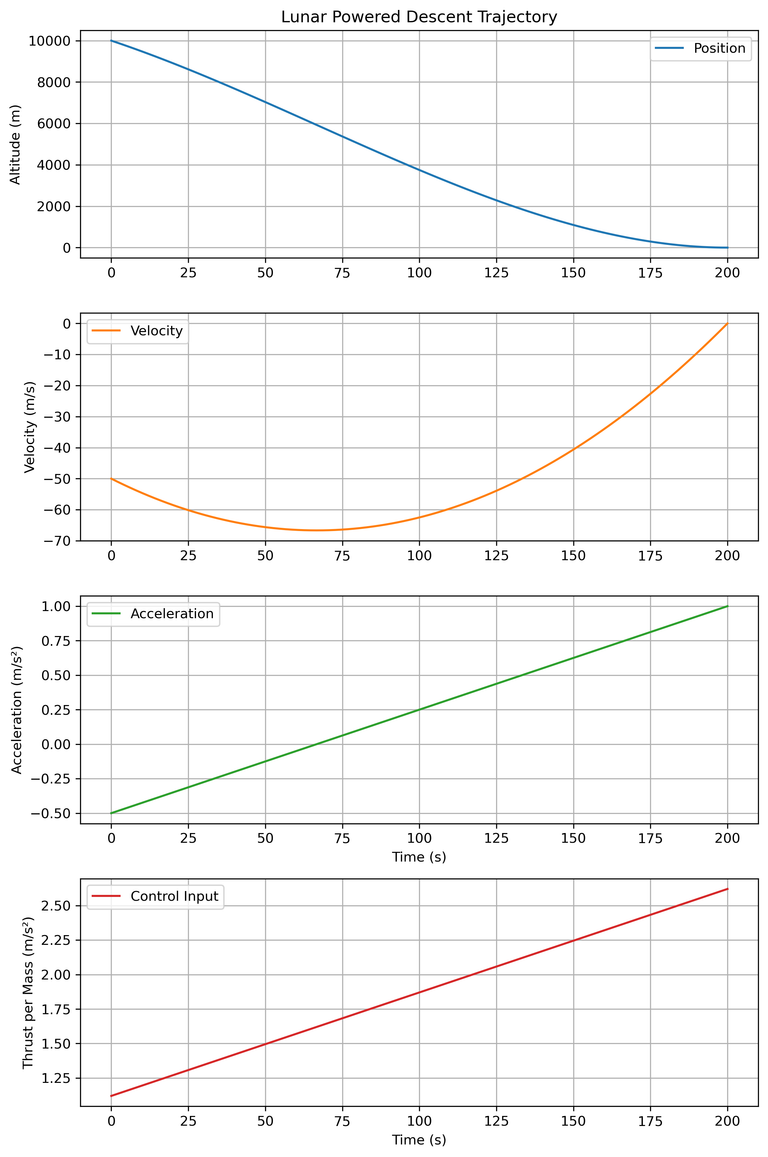 Lunar Powered Descent Trajectory
Altitude (m)
10000
8000
6000
4000
2000
0
Position
0 25 50 75 100 125 150 175 200
Velocity (m/s)
0
−10
−20
−30
−40
−50
−60
−70
Velocity
0 25 50 75 100 125 150 175 200
Acceleration (m/s²)
1.00
0.75
0.50
0.25
0.00
−0.25
−0.50
Acceleration
0 25 50 75 100 125 150 175 200
Time (s)
Thrust per Mass (m/s²)
2.50
2.25
2.00
1.75
1.50
1.25
Control Input
0 25 50 75 100 125 150 175 200
Time (s)